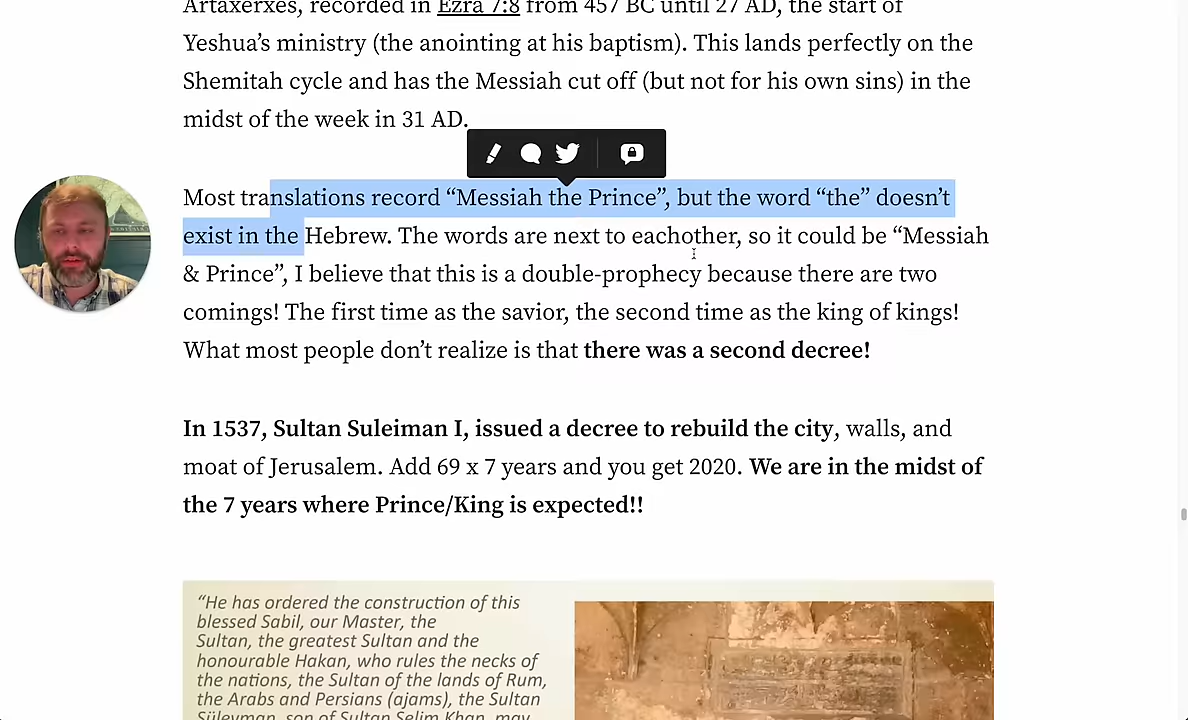 Artaxerxes, recorded in Ezra 7:8 from 457 BC until 27 AD, the start of
Yeshua’s ministry (the anointing at his baptism). This lands perfectly on the
Shemitah cycle and has the Messiah cut off (but not for his own sins) in the
midst of the week in 31 AD.
Most translations record “Messiah the Prince”, but the word “the” doesn’t
exist in the Hebrew. The words are next to eachother, so it could be “Messiah
& Prince”, I believe that this is a double-prophecy because there are two
comings! The first time as the savior, the second time as the king of kings!
What most people don’t realize is that there was a second decree!
In 1537, Sultan Suleiman I, issued a decree to rebuild the city, walls, and
moat of Jerusalem. Add 69 x 7 years and you get 2020. We are in the midst of
the 7 years where Prince/King is expected!!
“He has ordered the construction of this
blessed Sabil, our Master, the
Sultan, the greatest Sultan and the
honourable Hakan, who rules the necks of
the nations, the Sultan of the lands of Rum,
the Arabs and Persians (ajams), the Sultan
Süleyman, son of Sultan Selim Khan, may